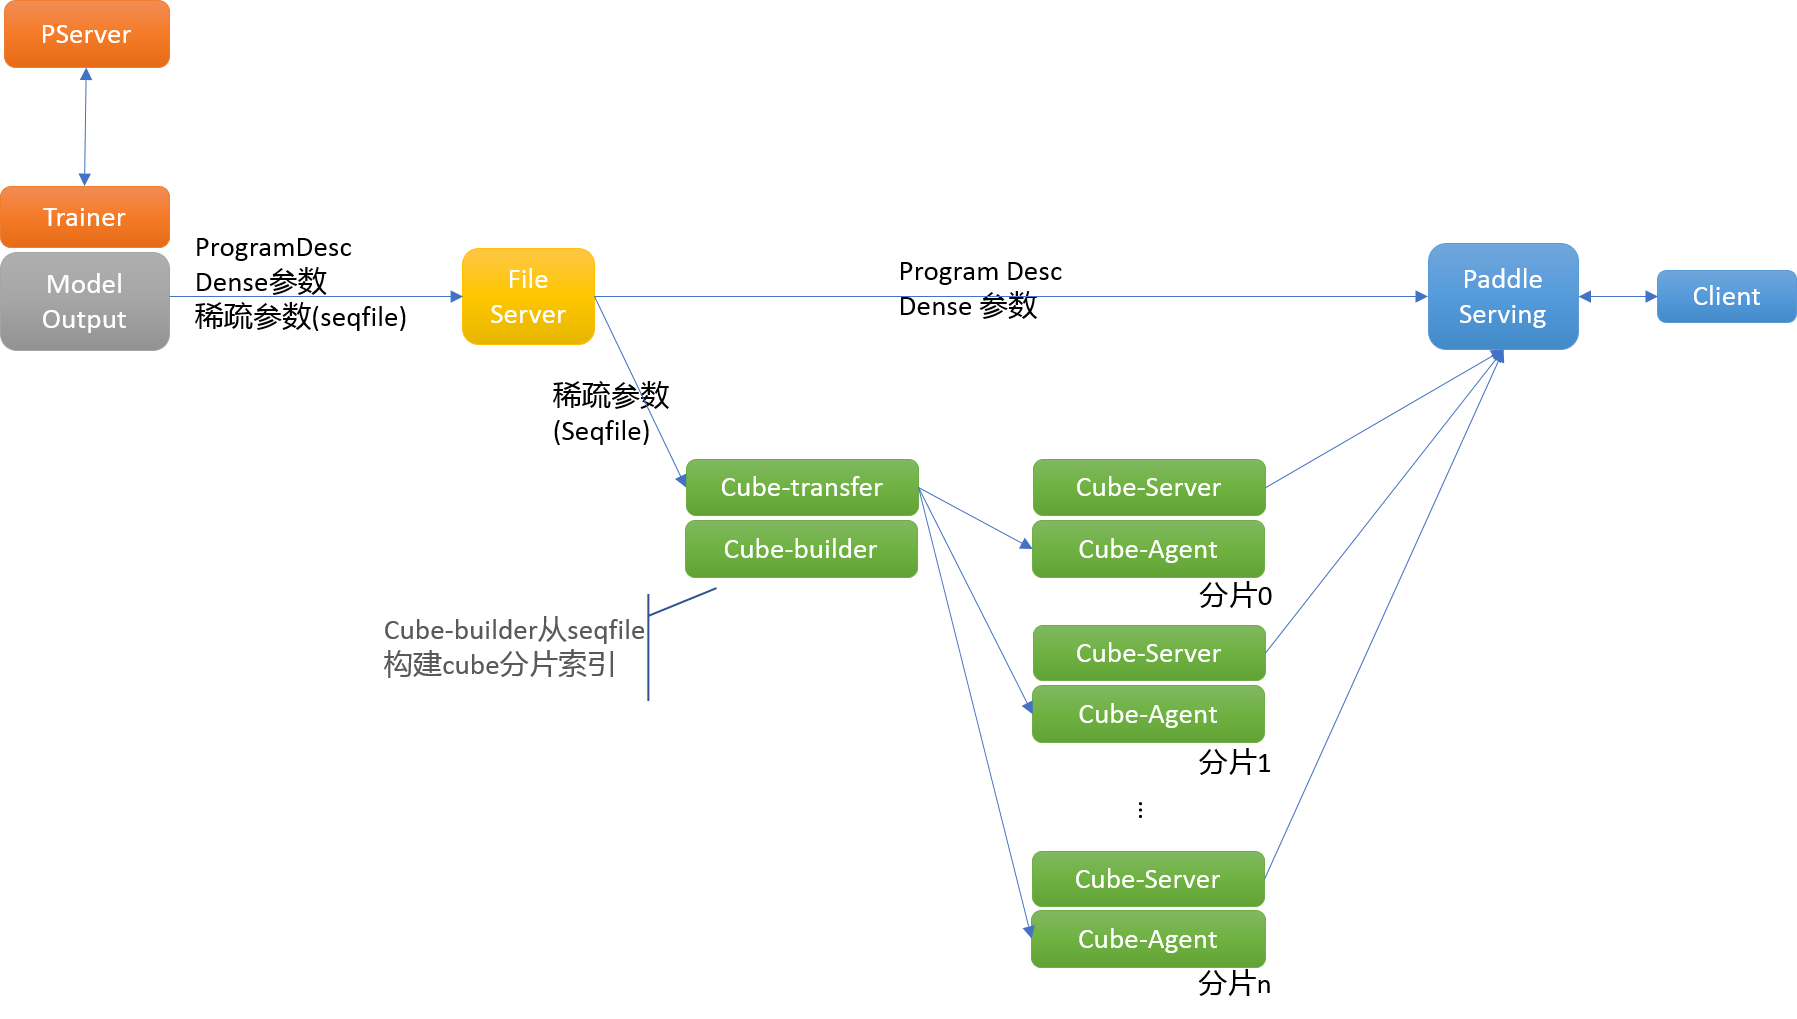 PServer
Trainer
Model
Output
ProgramDesc
Dense参数
稀疏参数(seqfile)
File
Server
Program Desc
Dense 参数
Paddle
Serving
Client
稀疏参数
(Seqfile)
Cube-transfer
Cube-builder
Cube-builder从seqfile
构建cube分片索引
Cube-Server
Cube-Agent
分片0
Cube-Server
Cube-Agent
分片1
...
Cube-Server
Cube-Agent
分片n